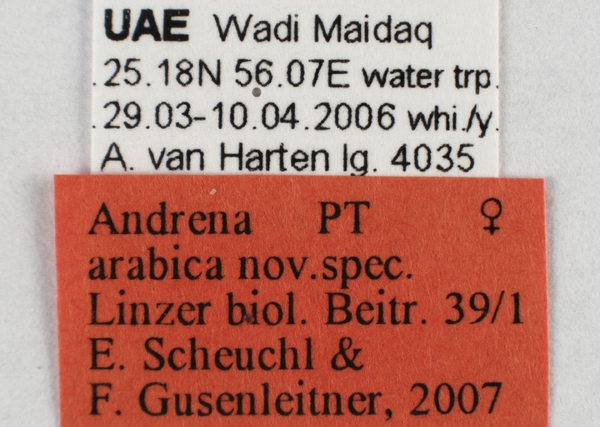 UAE Wadi Maidaq
25.18N 56.07E water trp.
29.03-10.04.2006 whi./y.
A. van Harten lg. 4035
Andrena PT ♀
arabica nov.spec.
Linzer biol. Beitr. 39/1
E. Scheuchl &
F. Gusenleitner, 2007